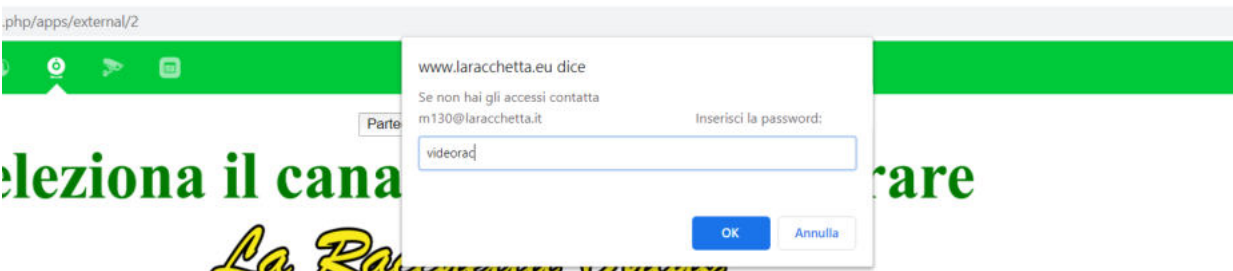 .php/apps/external/2
www.laracchetta.eu dice
Se non hai gli accessi contatta
m130@laracchetta.it Inserisci la password:
Parte
videorac
eleziona il cana rare
OK Annulla
La